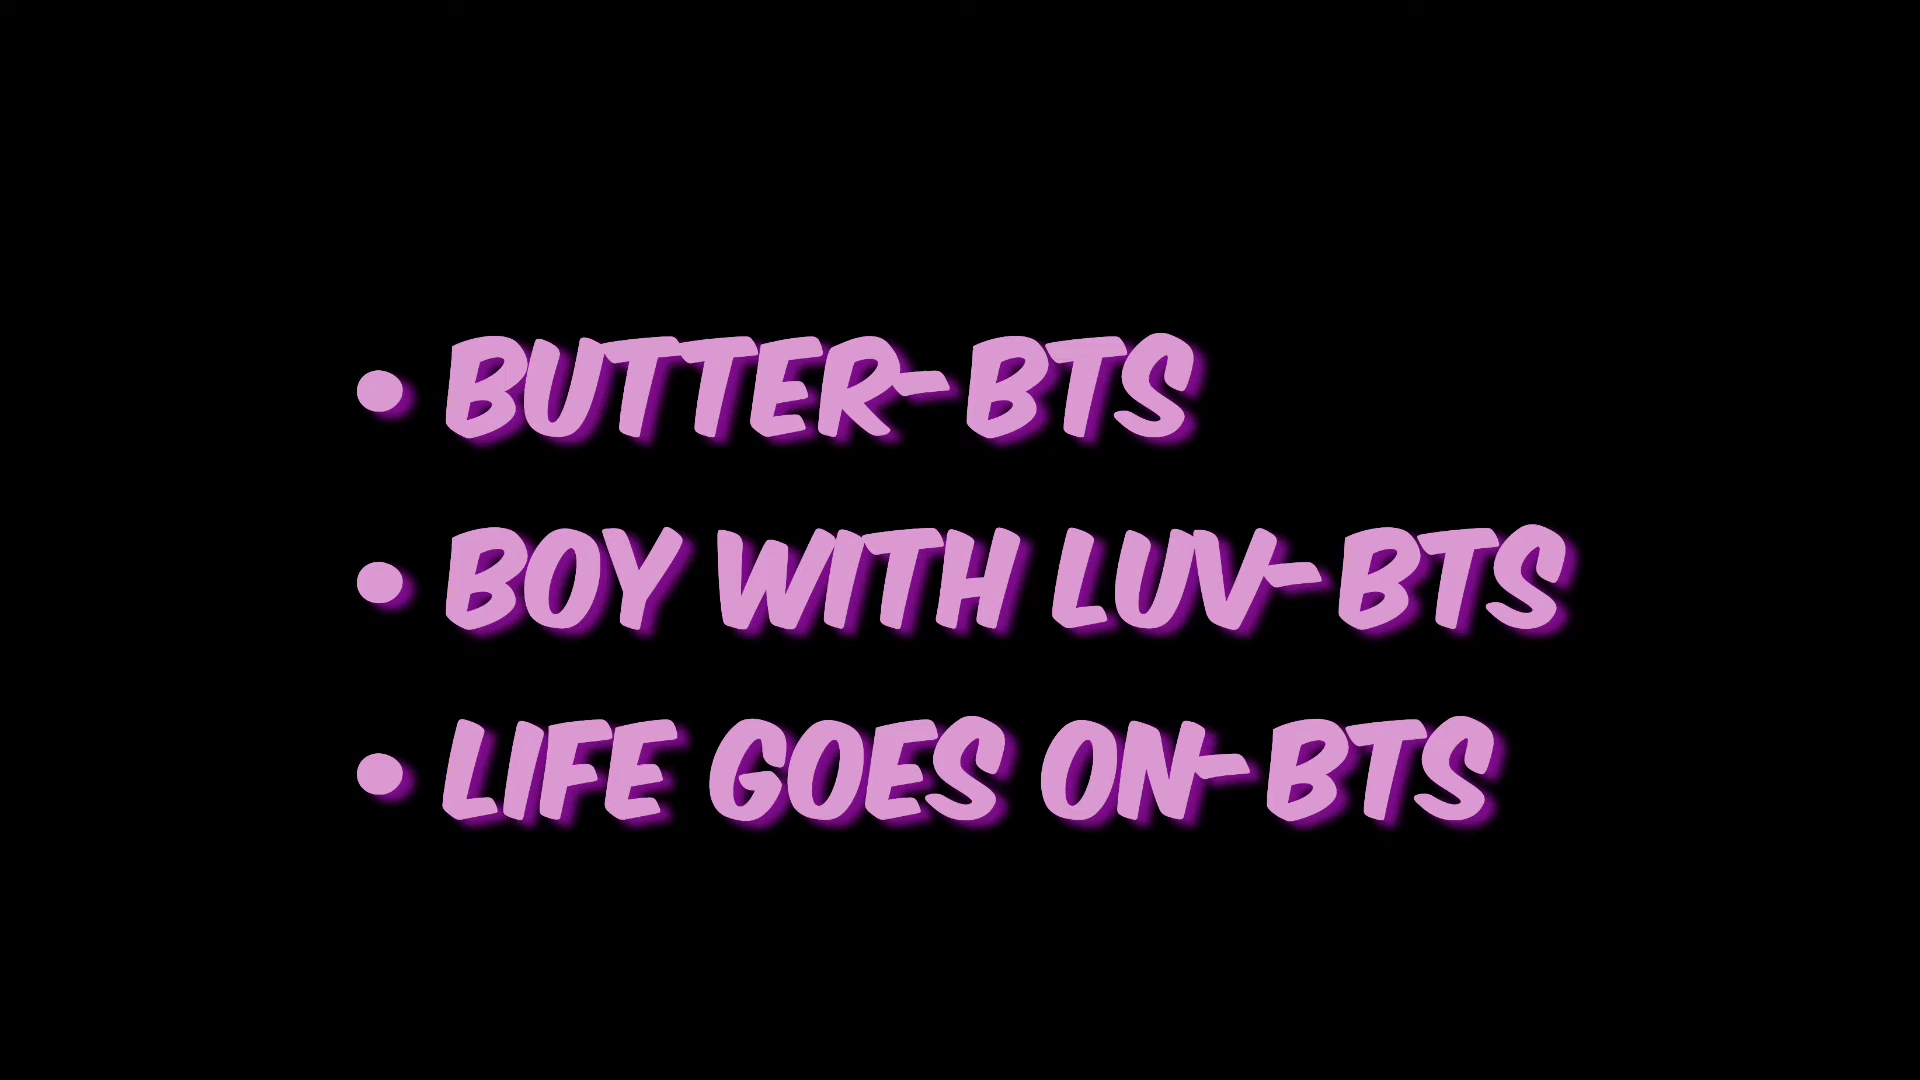 • BUTTER-BTS
• BOY WITH LUV-BTS
• LIFE GOES ON-BTS